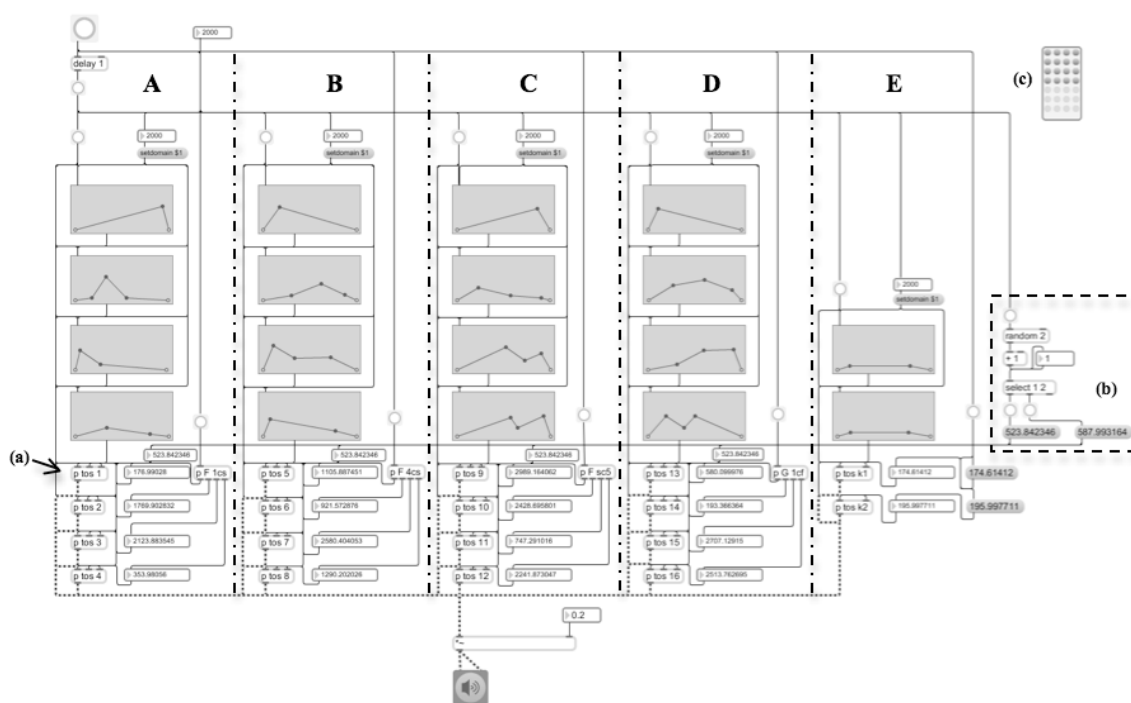 2000
delay 1
A B C D E (c)
2000 2000 2000 2000
setdomain $1 setdomain $1 setdomain $1 setdomain $1
2000
setdomain $1
random 2
+ 1 1
select 1 2 (b)
523.842346 587.993164
523.842346 523.842346 523.842346 523.842346
(a) p tos 1 176.99028 p F 1cs p tos 5 1105.887451 p F 4cs p tos 9 2989.164062 p F sc5 p tos 13 580.099976 p G 1cf p tos k1 174.61412 174.61412
p tos 2 1769.902832 p tos 6 921.572876 p tos 10 2428.695801 p tos 14 193.366364 p tos k2 195.997711 195.997711
p tos 3 2123.883545 p tos 7 2580.404053 p tos 11 747.291016 p tos 15 2707.12915
p tos 4 353.98056 p tos 8 1290.202026 p tos 12 2241.873047 p tos 16 2513.762695
0.2
*~